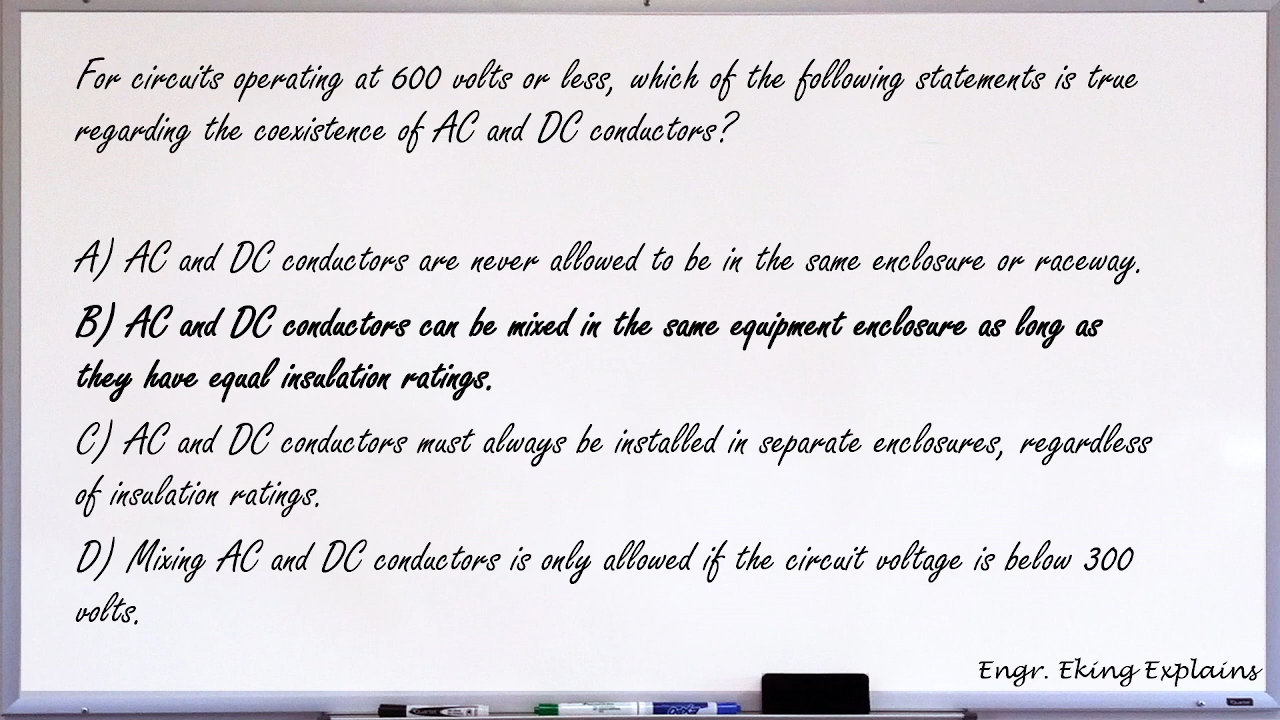 For circuits operating at 600 volts or less, which of the following statements is true
regarding the coexistence of AC and DC conductors?
A) AC and DC conductors are never allowed to be in the same enclosure or raceway.
B) AC and DC conductors can be mixed in the same equipment enclosure as long as
they have equal insulation ratings.
C) AC and DC conductors must always be installed in separate enclosures, regardless
of insulation ratings.
D) Mixing AC and DC conductors is only allowed if the circuit voltage is below 300
volts.
Engr. Eking Explains